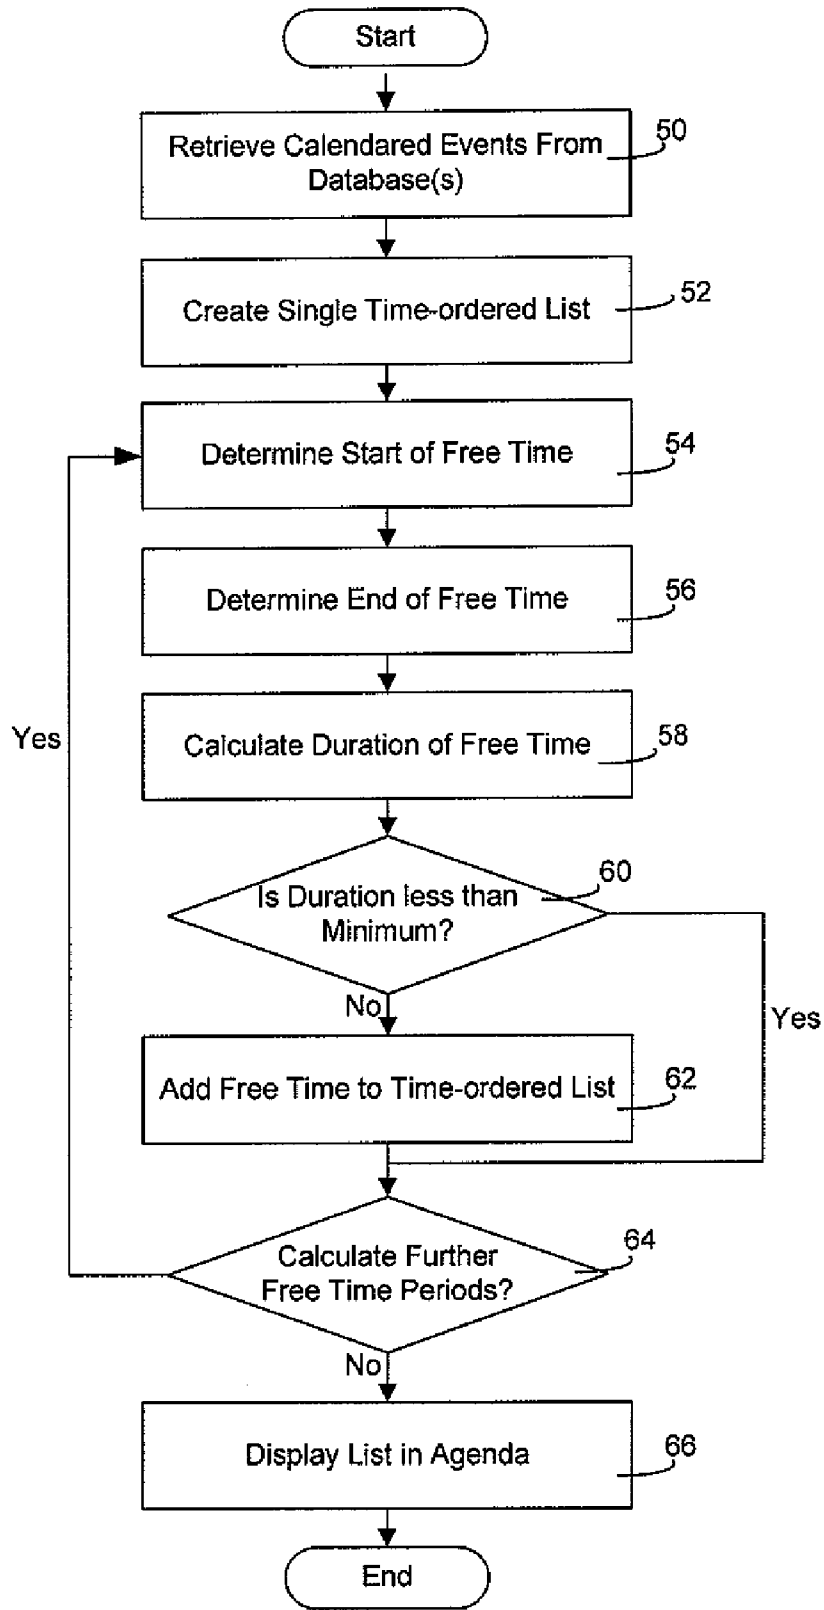 Start
Retrieve Calendared Events From
Database(s)
50
Create Single Time-ordered List
52
Determine Start of Free Time
54
Determine End of Free Time
56
Calculate Duration of Free Time
58
Yes
Is Duration less than
Minimum?
60
No
Yes
Add Free Time to Time-ordered List
62
Calculate Further
Free Time Periods?
64
No
Display List in Agenda
66
End